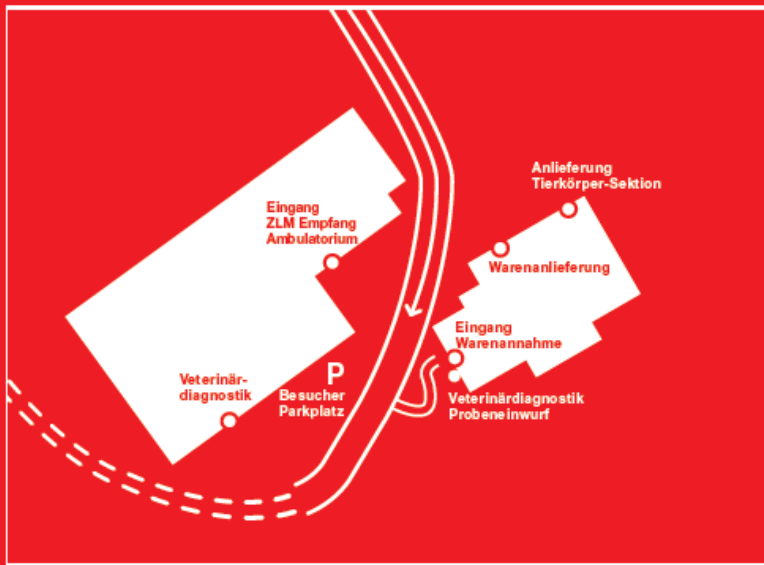 Anlieferung
Tierkörper-Sektion
Eingang
ZLM Empfang
Ambulatorium
Warenanlieferung
Eingang
Warenannahme
P
Besucher
Parkplatz
Veterinär-
diagnostik
Veterinärdiagnostik
Probeneinwurf